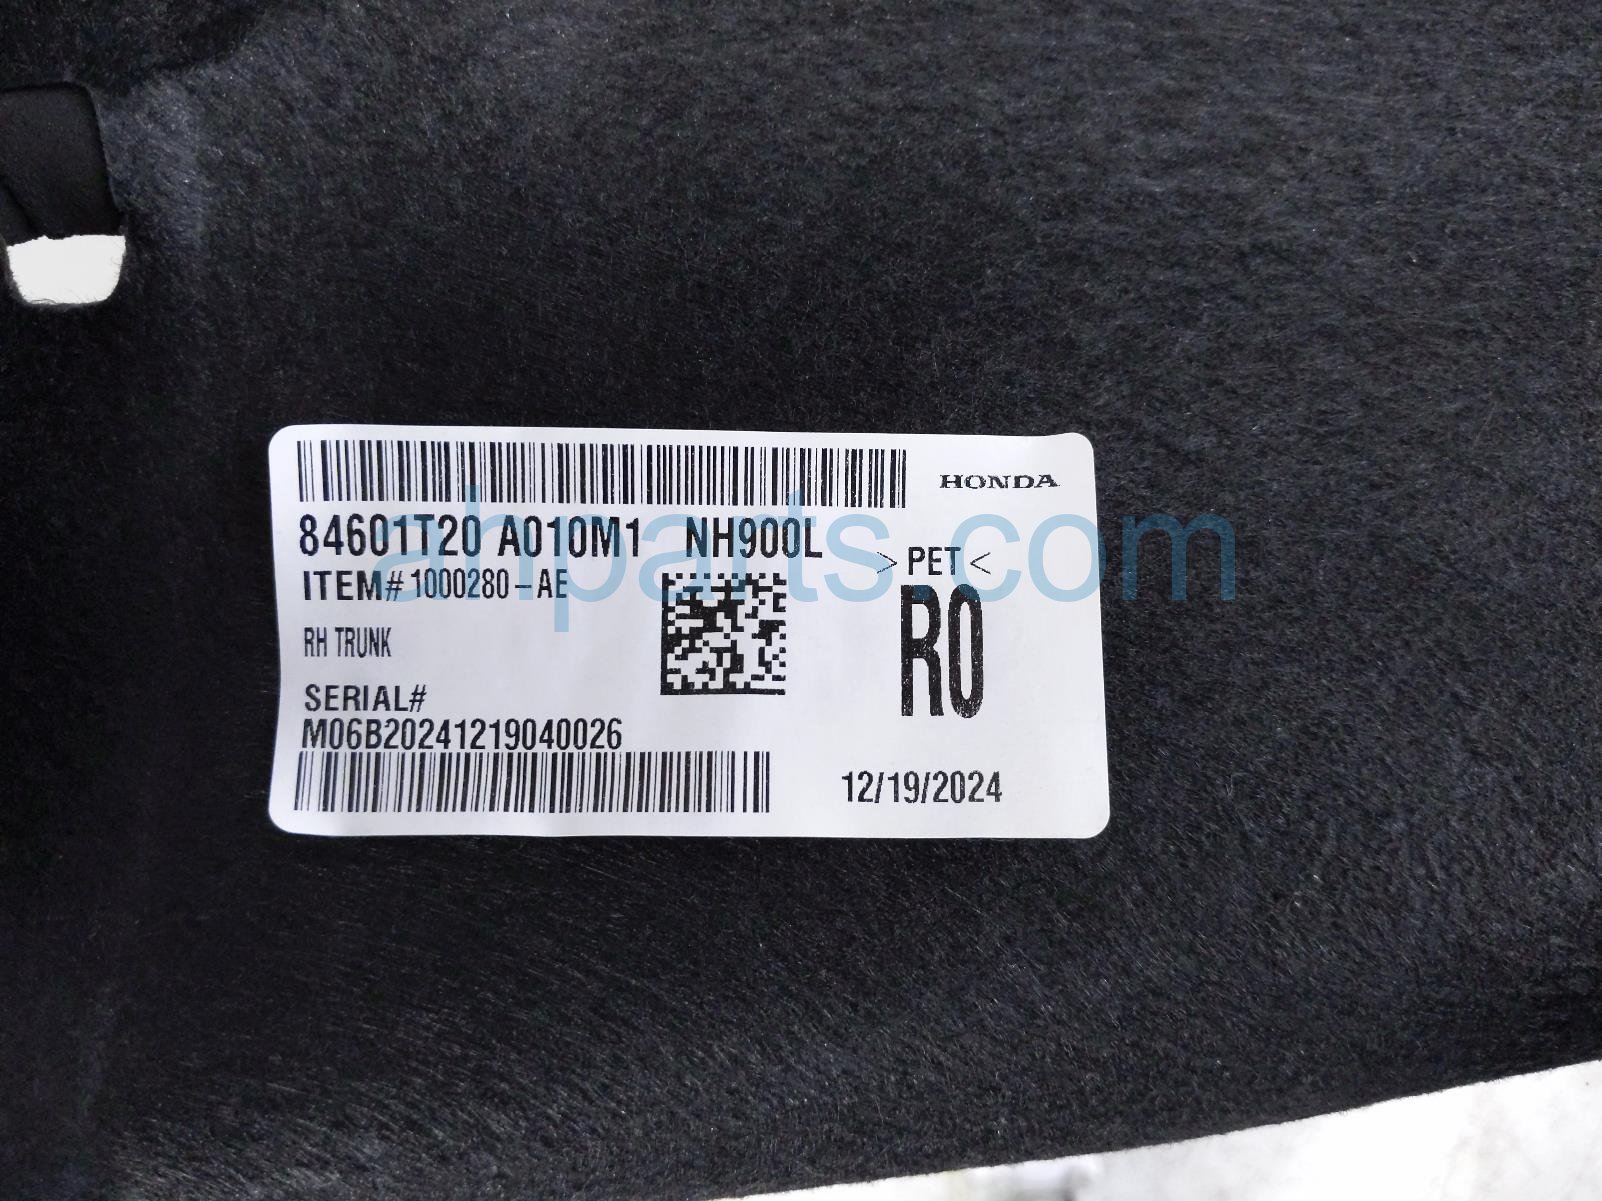 HONDA
84601T20 A010M1 NH900L
>PET<
ITEM# 1000280-AE
R0
RH TRUNK
SERIAL#
M06B20241219040026
12/19/2024
ahparts.com